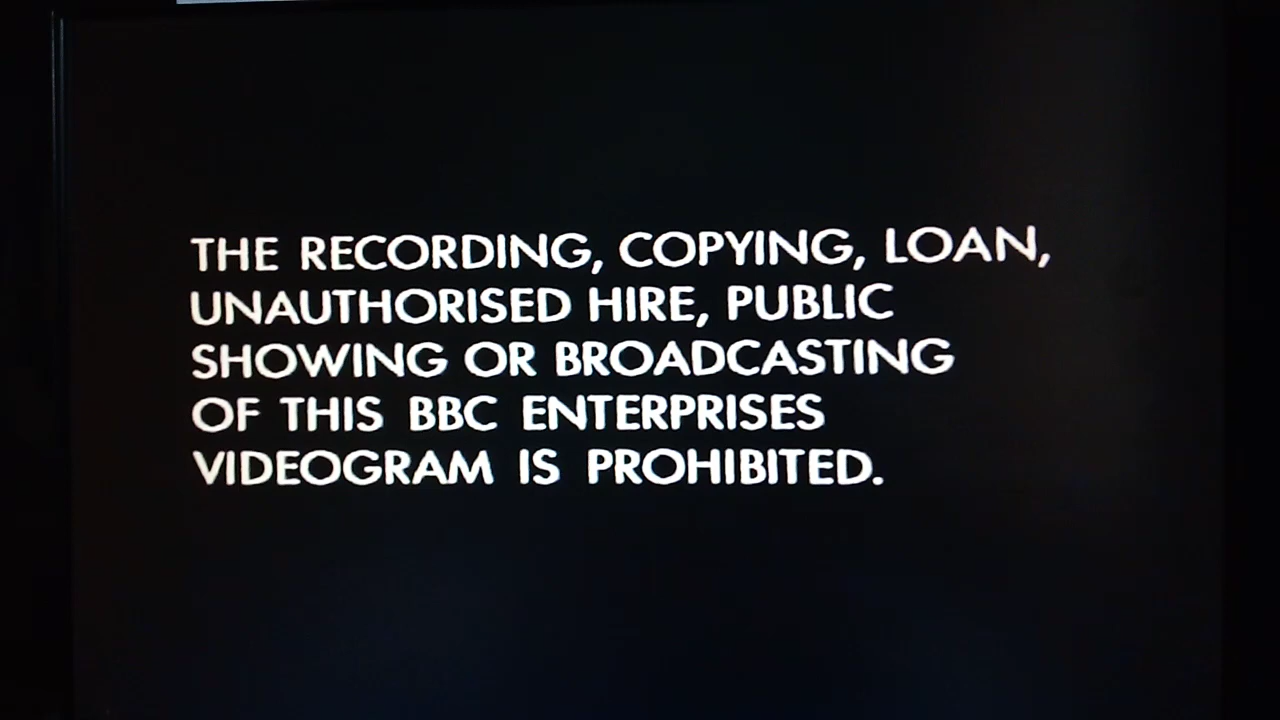 THE RECORDING, COPYING, LOAN,
UNAUTHORISED HIRE, PUBLIC
SHOWING OR BROADCASTING
OF THIS BBC ENTERPRISES
VIDEOGRAM IS PROHIBITED.